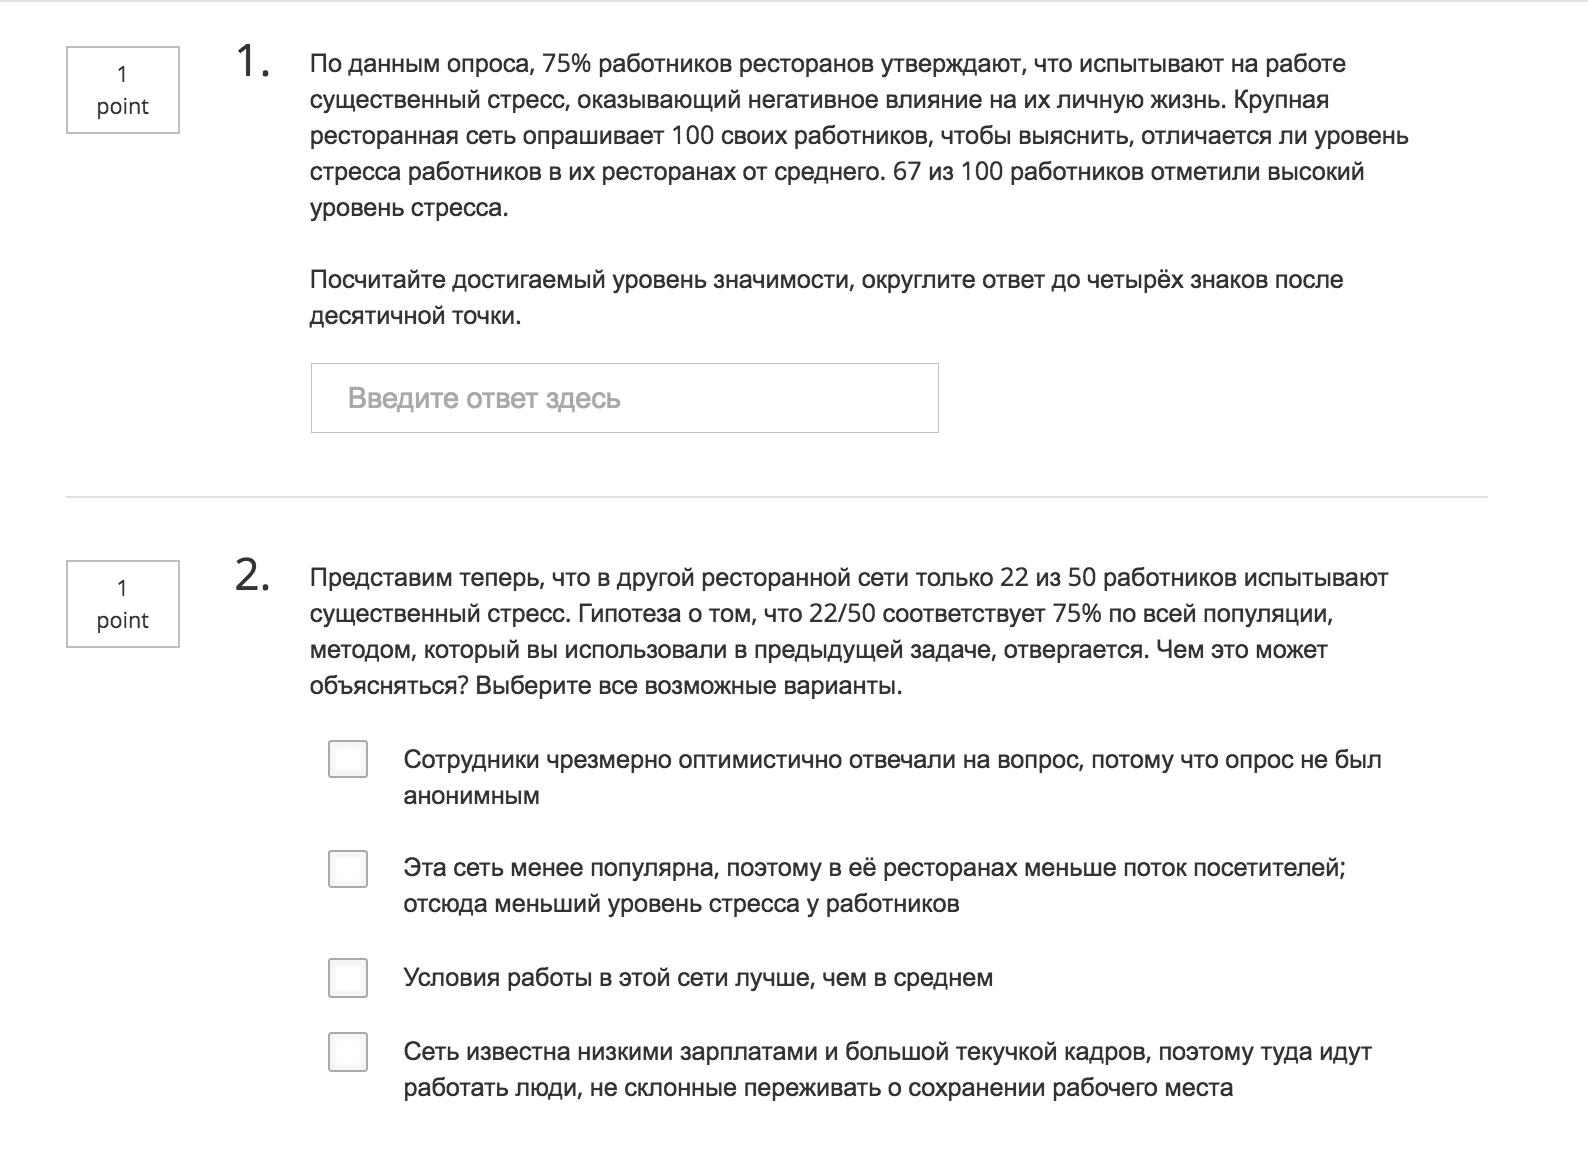 1
point
1.
По данным опроса, 75% работников ресторанов утверждают, что испытывают на работе
существенный стресс, оказывающий негативное влияние на их личную жизнь. Крупная
ресторанная сеть опрашивает 100 своих работников, чтобы выяснить, отличается ли уровень
стресса работников в их ресторанах от среднего. 67 из 100 работников отметили высокий
уровень стресса.
Посчитайте достигаемый уровень значимости, округлите ответ до четырёх знаков после
десятичной точки.
Введите ответ здесь
1
point
2.
Представим теперь, что в другой ресторанной сети только 22 из 50 работников испытывают
существенный стресс. Гипотеза о том, что 22/50 соответствует 75% по всей популяции,
методом, который вы использовали в предыдущей задаче, отвергается. Чем это может
объясняться? Выберите все возможные варианты.
Сотрудники чрезмерно оптимистично отвечали на вопрос, потому что опрос не был
анонимным
Эта сеть менее популярна, поэтому в её ресторанах меньше поток посетителей;
отсюда меньший уровень стресса у работников
Условия работы в этой сети лучше, чем в среднем
Сеть известна низкими зарплатами и большой текучкой кадров, поэтому туда идут
работать люди, не склонные переживать о сохранении рабочего места